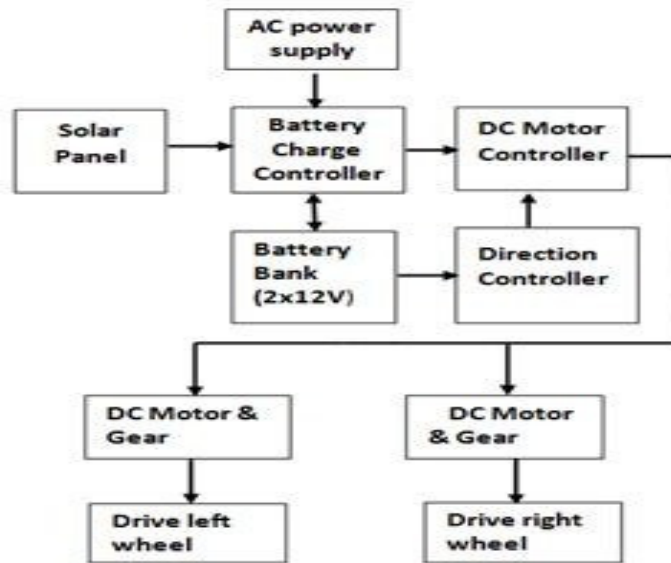 AC power
supply
Solar
Panel
Battery
Charge
Controller
DC Motor
Controller
Battery
Bank
(2x12V)
Direction
Controller
DC Motor &
Gear
DC Motor
& Gear
Drive left
wheel
Drive right
wheel